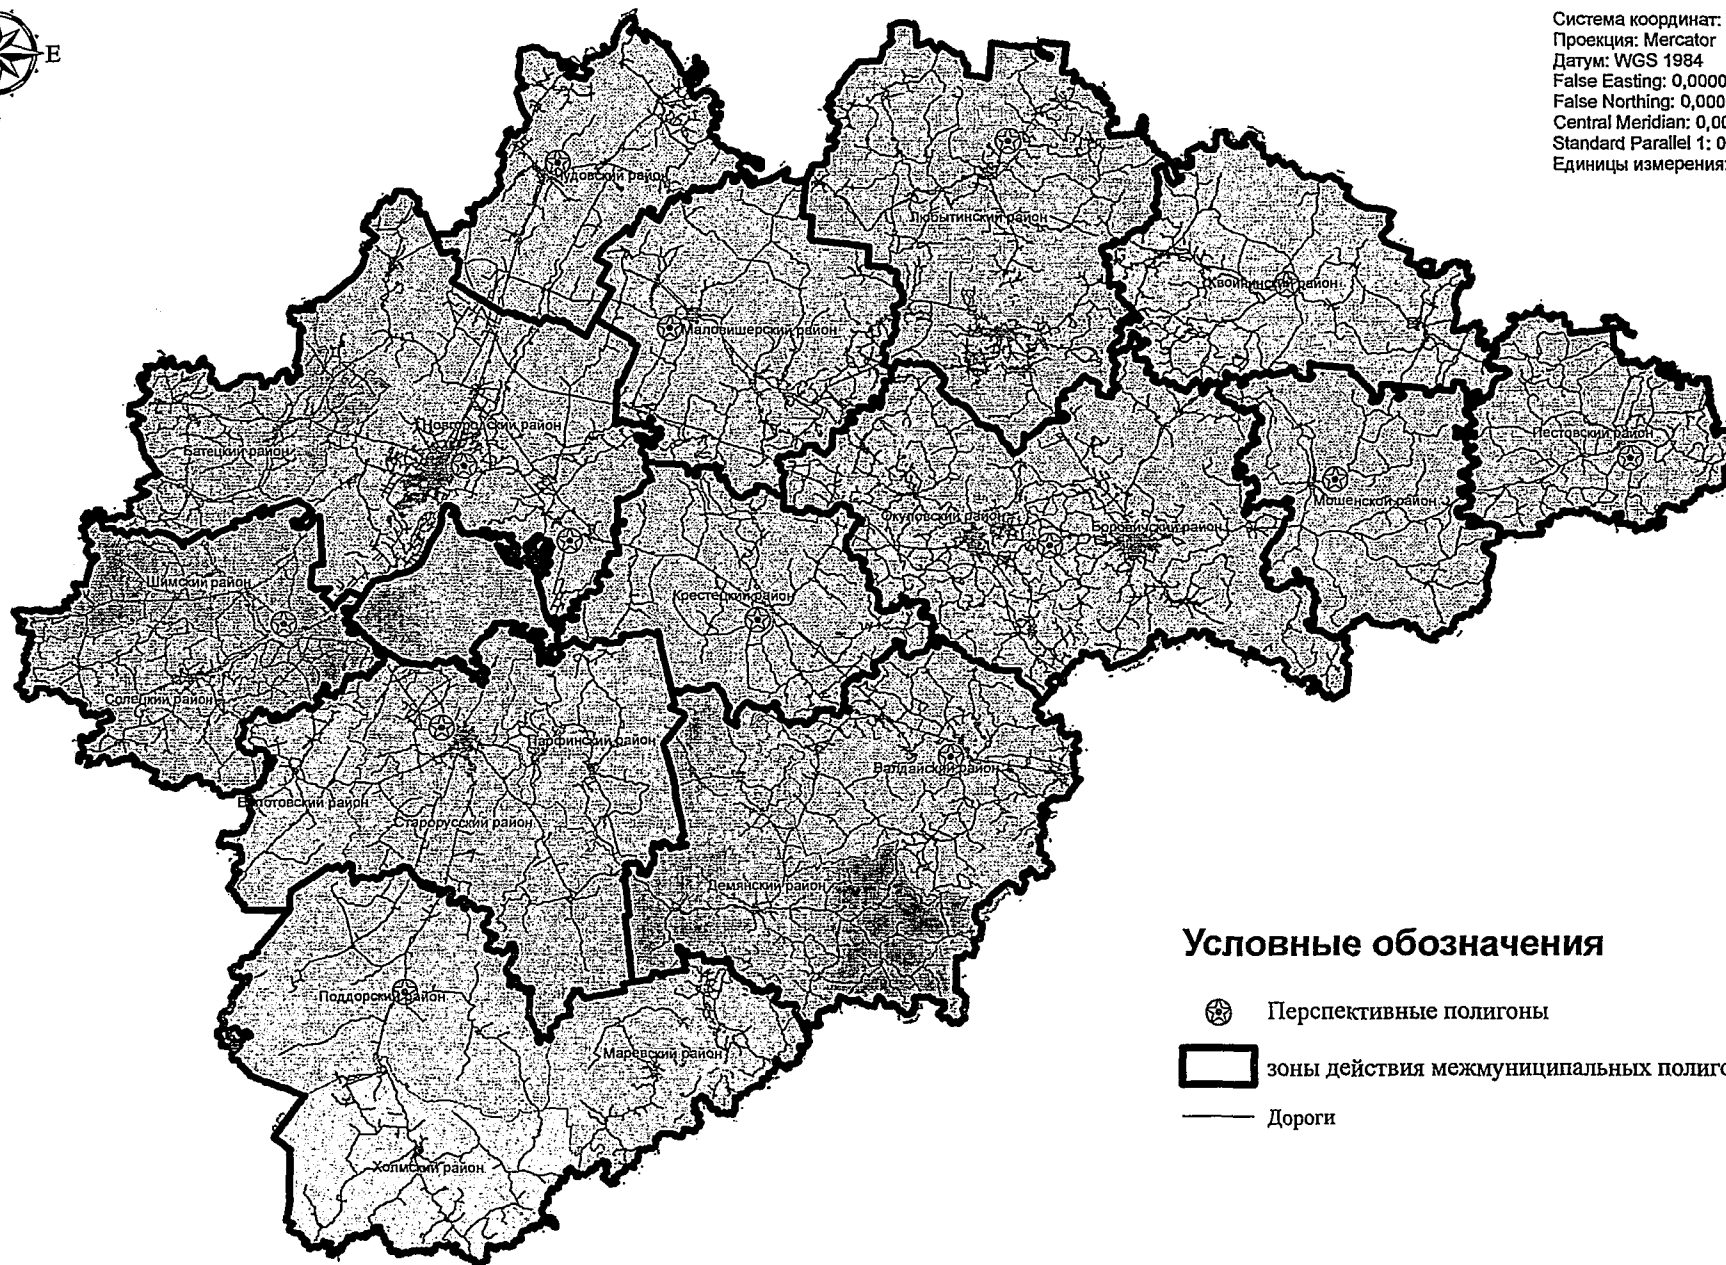 E
Система координат:
Проекция: Mercator
Датум: WGS 1984
False Easting: 0,0000
False Northing: 0,000
Central Meridian: 0,00
Standard Parallel 1: 0
Единицы измерения:
Чудовский район
Любытинский район
Хвойнинский район
Маловишерский район
Новгородский район
Батецкий район
Пестовский район
Мошенской район
Окуловский район
Боровичский район
Шимский район
Крестецкий район
Солецкий район
Парфинский район
Валдайский район
Волотовский район
Старорусский район
Демянский район
Поддорский район
Маревский район
Холмский район
Условные обозначения
Перспективные полигоны
зоны действия межмуниципальных полиго
Дороги